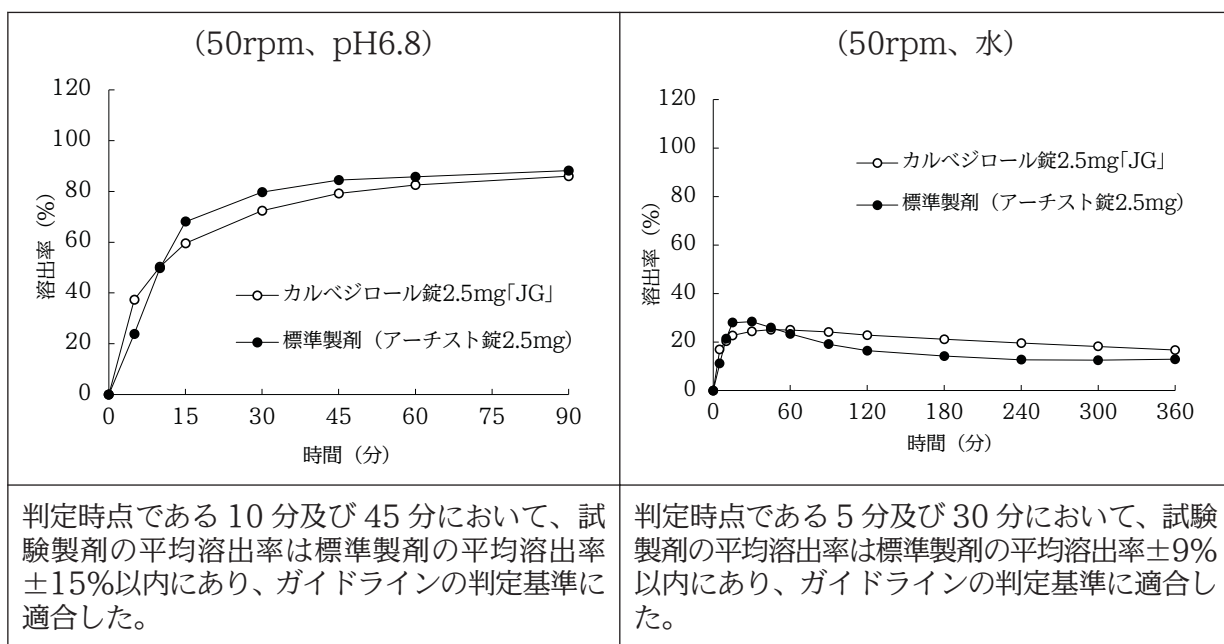 (50rpm、pH6.8)
120
100
80
60
40
20
0
溶出率 (%)
カルベジロール錠2.5mg「JG」
標準製剤（アーチスト錠2.5mg）
0 15 30 45 60 75 90
時間（分）
判定時点である 10 分及び 45 分において、試
験製剤の平均溶出率は標準製剤の平均溶出率
±15%以内にあり、ガイドラインの判定基準に
適合した。
(50rpm、水)
120
100
80
60
40
20
0
溶出率 (%)
カルベジロール錠2.5mg「JG」
標準製剤（アーチスト錠2.5mg）
0 60 120 180 240 300 360
時間（分）
判定時点である 5 分及び 30 分において、試験
製剤の平均溶出率は標準製剤の平均溶出率±9%
以内にあり、ガイドラインの判定基準に適合し
た。